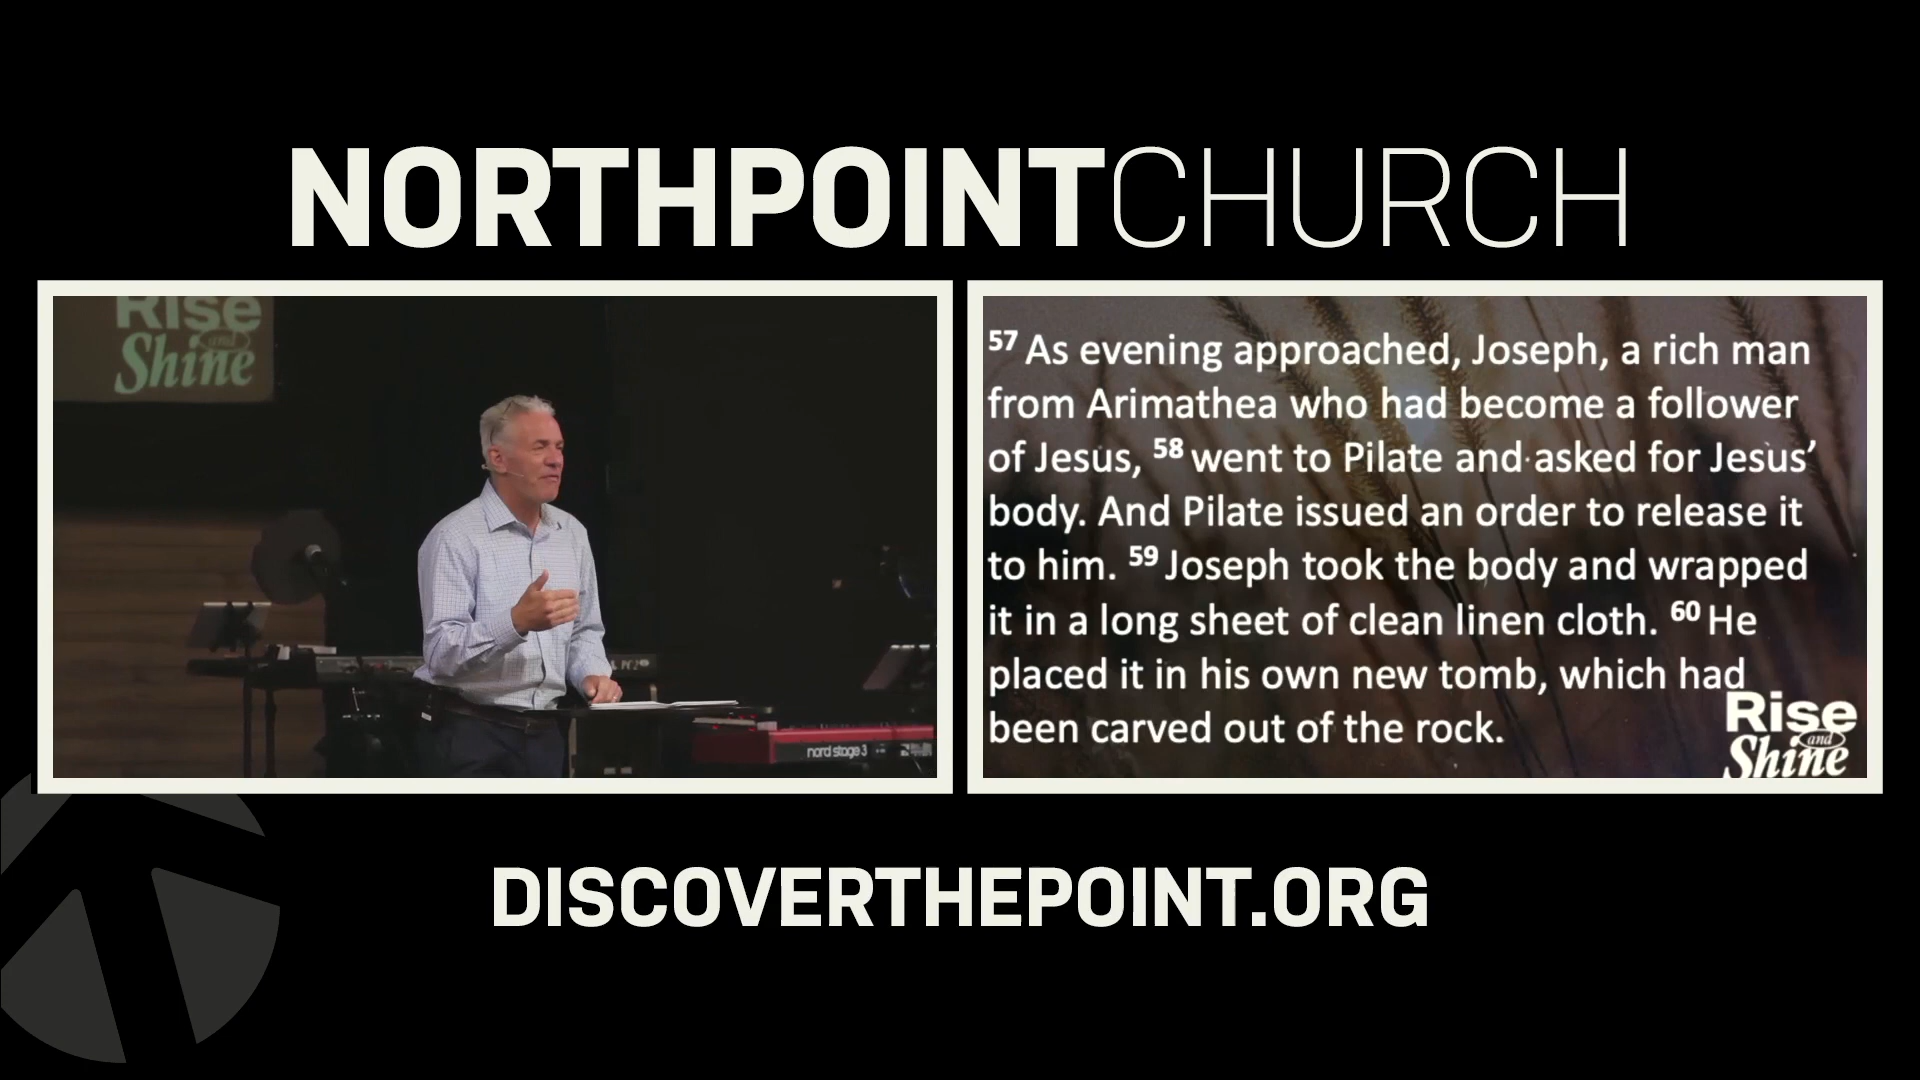 NORTHPOINTCHURCH
Rise
and
Shine
nord stage 3
57 As evening approached, Joseph, a rich man
from Arimathea who had become a follower
of Jesus, 58 went to Pilate and asked for Jesus’
body. And Pilate issued an order to release it
to him. 59 Joseph took the body and wrapped
it in a long sheet of clean linen cloth. 60 He
placed it in his own new tomb, which had
been carved out of the rock.
Rise
and
Shine
DISCOVERTHEPOINT.ORG